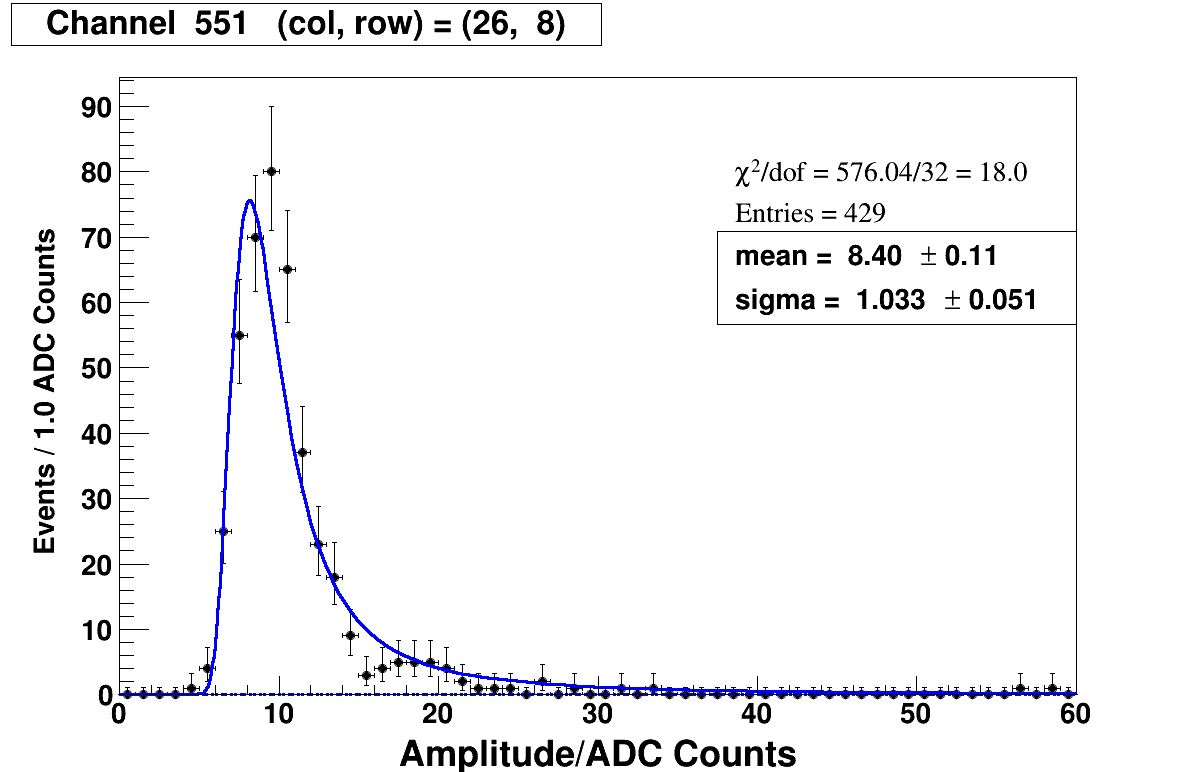 Channel 551 (col, row) = (26, 8)
χ²/dof = 576.04/32 = 18.0
Entries = 429
mean = 8.40 ± 0.11
sigma = 1.033 ± 0.051
Events / 1.0 ADC Counts
90
80
70
60
50
40
30
20
10
0
0 10 20 30 40 50 60
Amplitude/ADC Counts